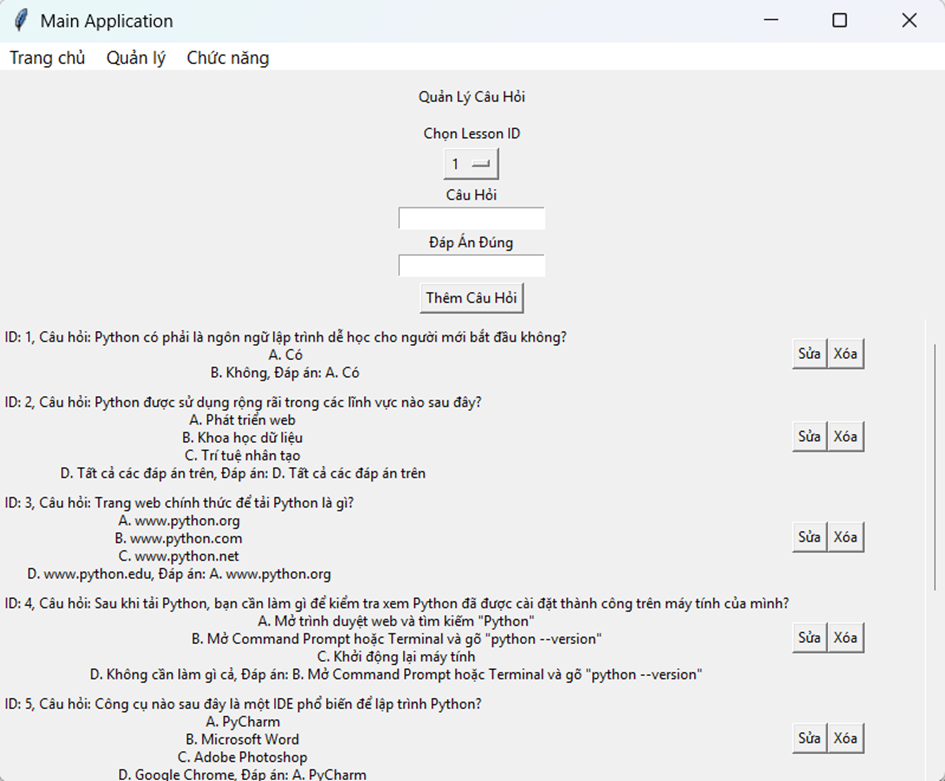 Main Application
Trang chủ Quản lý Chức năng
Quản Lý Câu Hỏi
Chọn Lesson ID
1
Câu Hỏi
Đáp Án Đúng
Thêm Câu Hỏi
ID: 1, Câu hỏi: Python có phải là ngôn ngữ lập trình dễ học cho người mới bắt đầu không?
A. Có
B. Không, Đáp án: A. Có
Sửa Xóa
ID: 2, Câu hỏi: Python được sử dụng rộng rãi trong các lĩnh vực nào sau đây?
A. Phát triển web
B. Khoa học dữ liệu
C. Trí tuệ nhân tạo
D. Tất cả các đáp án trên, Đáp án: D. Tất cả các đáp án trên
Sửa Xóa
ID: 3, Câu hỏi: Trang web chính thức để tải Python là gì?
A. www.python.org
B. www.python.com
C. www.python.net
D. www.python.edu, Đáp án: A. www.python.org
Sửa Xóa
ID: 4, Câu hỏi: Sau khi tải Python, bạn cần làm gì để kiểm tra xem Python đã được cài đặt thành công trên máy tính của mình?
A. Mở trình duyệt web và tìm kiếm "Python"
B. Mở Command Prompt hoặc Terminal và gõ "python --version"
C. Khởi động lại máy tính
D. Không cần làm gì cả, Đáp án: B. Mở Command Prompt hoặc Terminal và gõ "python --version"
Sửa Xóa
ID: 5, Câu hỏi: Công cụ nào sau đây là một IDE phổ biến để lập trình Python?
A. PyCharm
B. Microsoft Word
C. Adobe Photoshop
D. Google Chrome, Đáp án: A. PyCharm
Sửa Xóa